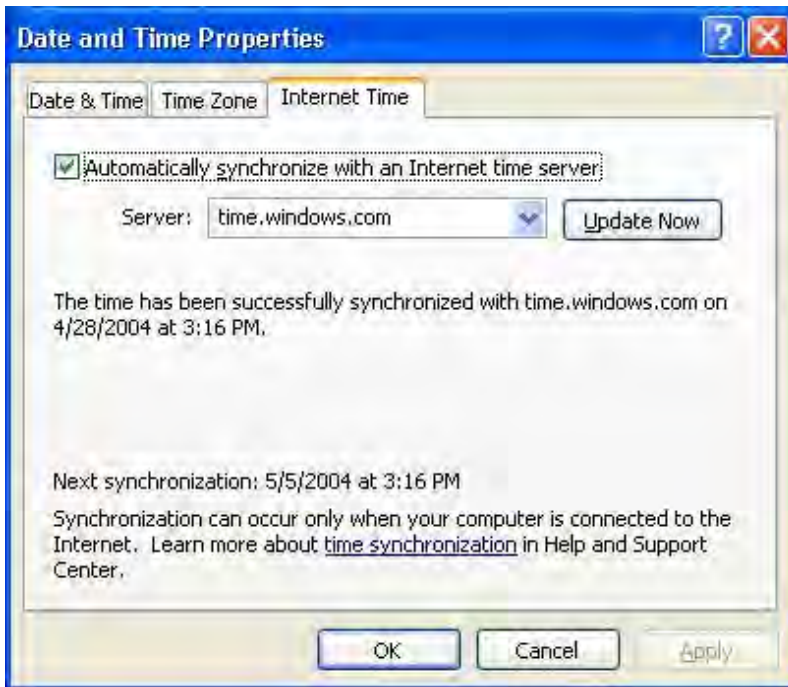 Date and Time Properties
Date & Time Time Zone Internet Time
Automatically synchronize with an Internet time server
Server: time.windows.com Update Now
The time has been successfully synchronized with time.windows.com on
4/28/2004 at 3:16 PM.
Next synchronization: 5/5/2004 at 3:16 PM
Synchronization can occur only when your computer is connected to the
Internet. Learn more about time synchronization in Help and Support
Center.
OK Cancel Apply